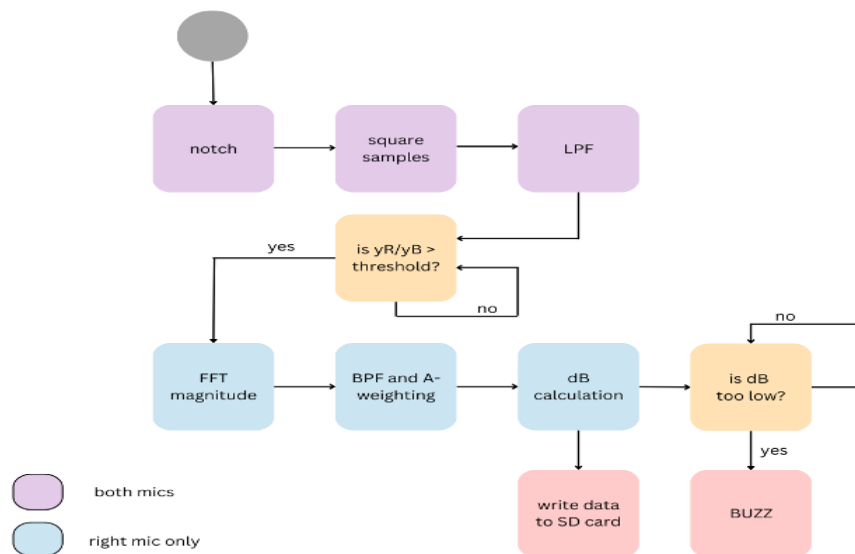 notch
square
samples
LPF
yes
is yR/yB >
threshold?
no
no
FFT
magnitude
BPF and A-
weighting
dB
calculation
is dB
too low?
yes
both mics
write data
to SD card
BUZZ
right mic only